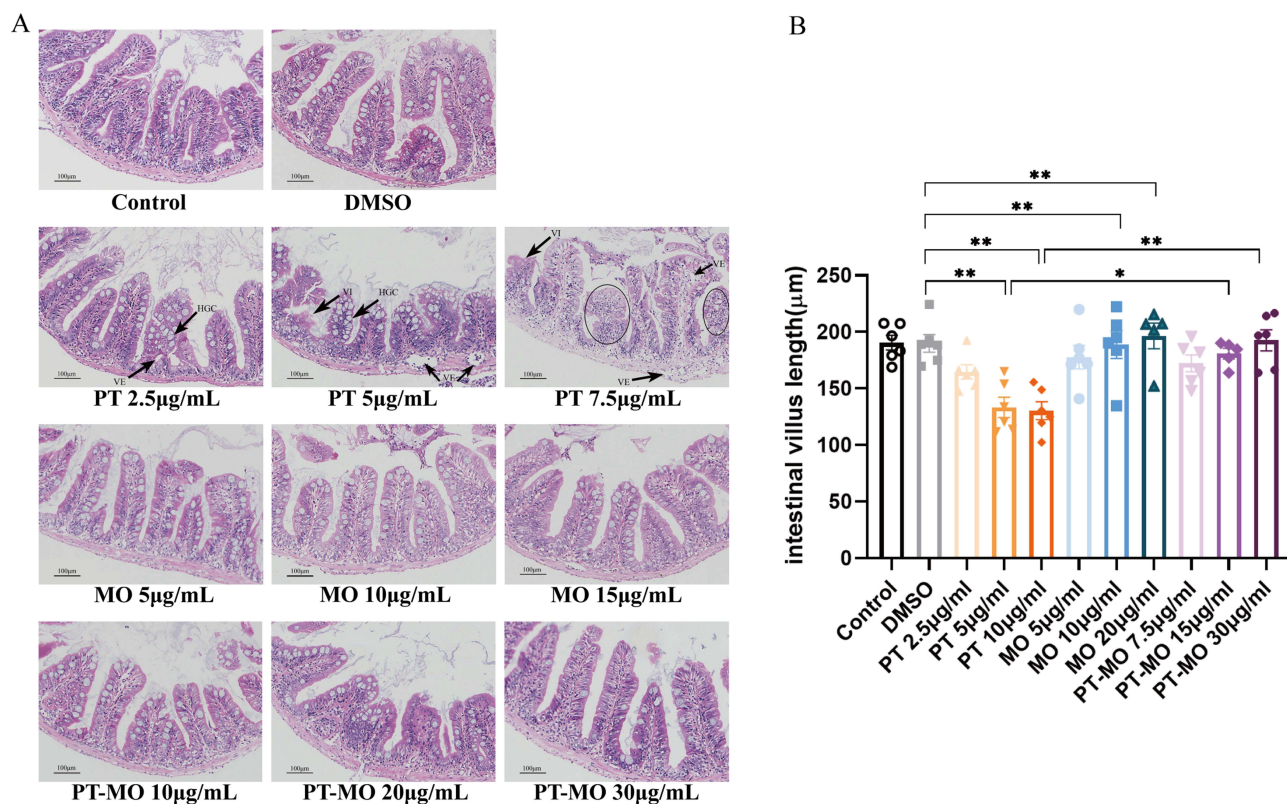 A
100μm
Control
100μm
DMSO
HGC
VE
100μm
PT 2.5μg/mL
VI
HGC
VE
100μm
PT 5μg/mL
VI
VE
VE
100μm
PT 7.5μg/mL
100μm
MO 5μg/mL
100μm
MO 10μg/mL
100μm
MO 15μg/mL
100μm
PT-MO 10μg/mL
100μm
PT-MO 20μg/mL
100μm
PT-MO 30μg/mL
B
**
**
** **
** *
intestinal villus length(μm)
250
200
150
100
50
0
Control
DMSO
PT 2.5μg/ml
PT 5μg/ml
PT 10μg/ml
MO 5μg/ml
MO 10μg/ml
MO 20μg/ml
PT-MO 7.5μg/ml
PT-MO 15μg/ml
PT-MO 30μg/ml